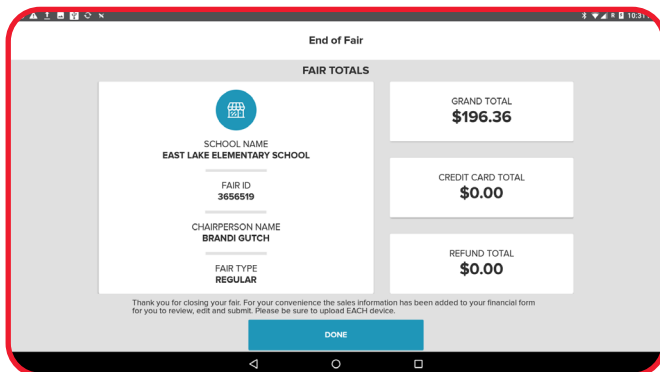 10:31
End of Fair
FAIR TOTALS
SCHOOL NAME
EAST LAKE ELEMENTARY SCHOOL
FAIR ID
3656519
CHAIRPERSON NAME
BRANDI GUTCH
FAIR TYPE
REGULAR
GRAND TOTAL
$196.36
CREDIT CARD TOTAL
$0.00
REFUND TOTAL
$0.00
Thank you for closing your fair. For your convenience the sales information has been added to your financial form
for you to review, edit and submit. Please be sure to upload EACH device.
DONE